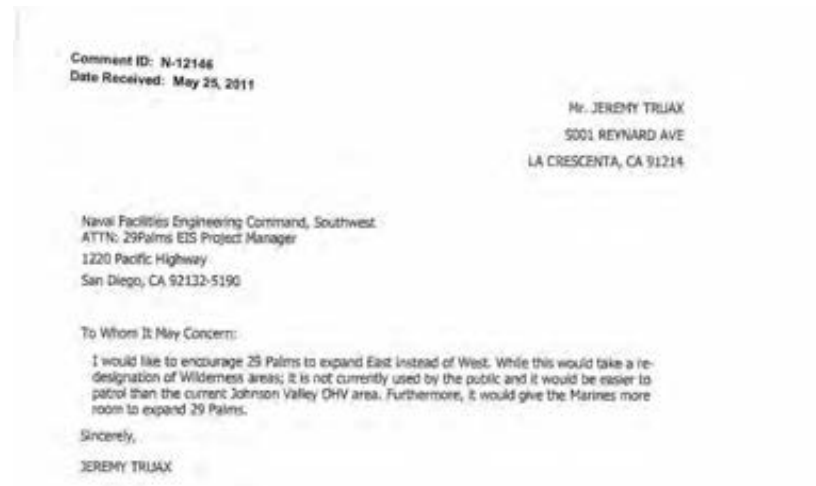 Comment ID: N-12146
Date Received: May 25, 2011
Mr. JEREMY TRUAX
5001 REYNARD AVE
LA CRESCENTA, CA 91214
Naval Facilities Engineering Command, Southwest
ATTN: 29Palms EIS Project Manager
1220 Pacific Highway
San Diego, CA 92132-5190
To Whom It May Concern:
I would like to encourage 29 Palms to expand East instead of West. While this would take a re-
designation of Wilderness areas; it is not currently used by the public and it would be easier to
patrol than the current Johnson Valley OHV area. Furthermore, it would give the Marines more
room to expand 29 Palms.
Sincerely,
JEREMY TRUAX